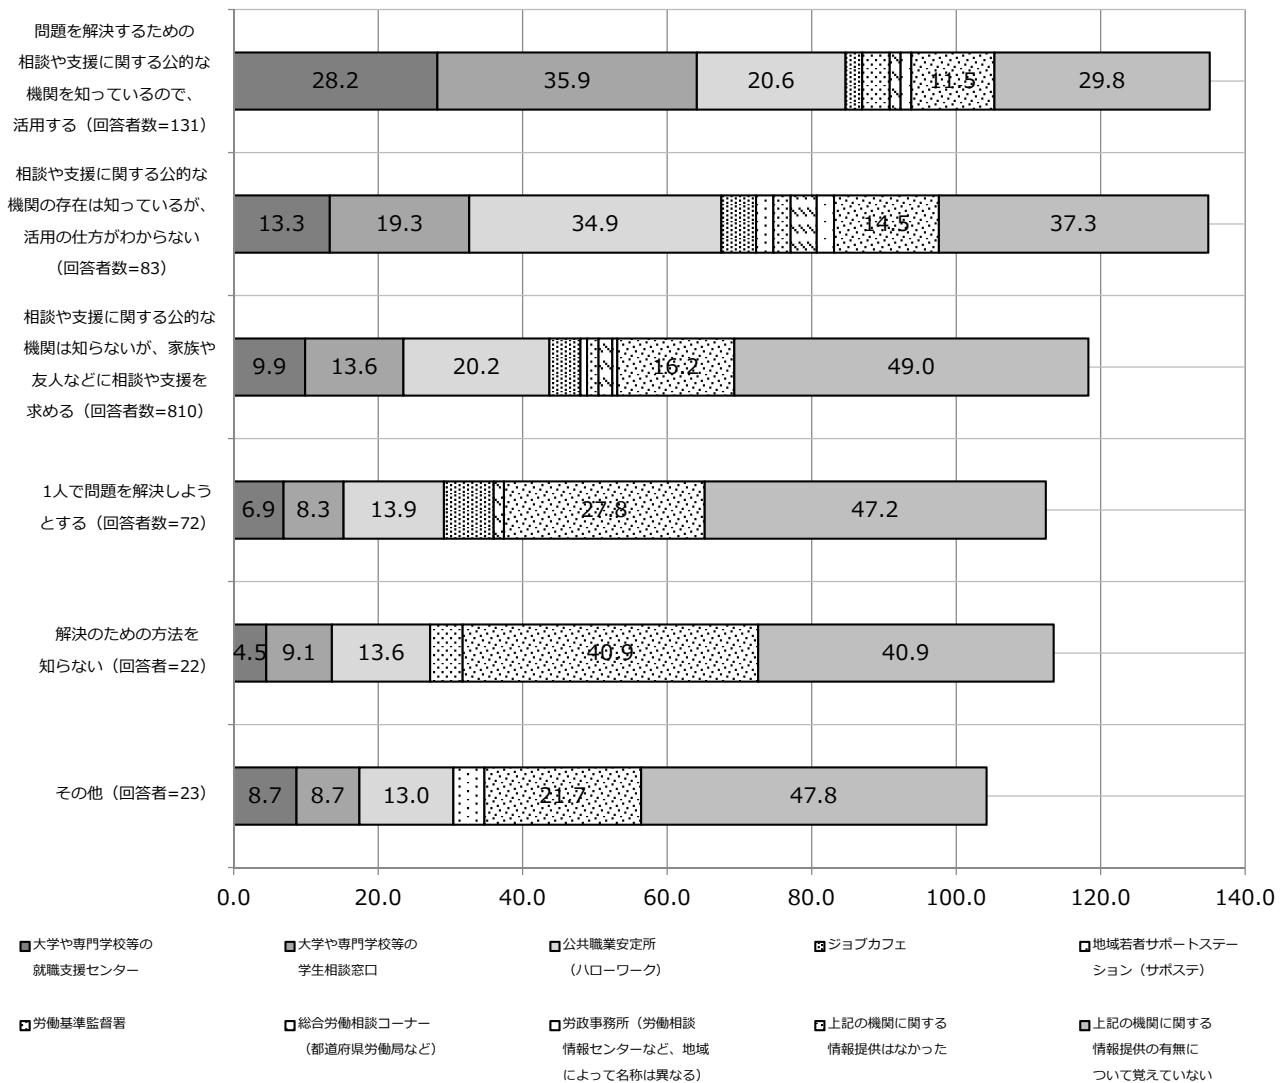 問題を解決するための
相談や支援に関する公的な
機関を知っているので、
活用する（回答者数=131）
28.2
35.9
20.6
11.5
29.8
相談や支援に関する公的な
機関の存在は知っているが、
活用の仕方がわからない
（回答者数=83）
13.3
19.3
34.9
14.5
37.3
相談や支援に関する公的な
機関は知らないが、家族や
友人などに相談や支援を
求める（回答者数=810）
9.9
13.6
20.2
16.2
49.0
1人で問題を解決しよう
とする（回答者数=72）
6.9
8.3
13.9
27.8
47.2
解決のための方法を
知らない（回答者=22）
4.5
9.1
13.6
40.9
40.9
その他（回答者=23）
8.7
8.7
13.0
21.7
47.8
0.0
20.0
40.0
60.0
80.0
100.0
120.0
140.0
大学や専門学校等の
就職支援センター
大学や専門学校等の
学生相談窓口
公共職業安定所
（ハローワーク）
ジョブカフェ
地域若者サポートステー
ション（サポステ）
労働基準監督署
総合労働相談コーナー
（都道府県労働局など）
労政事務所（労働相談
情報センターなど、地域
によって名称は異なる）
上記の機関に関する
情報提供はなかった
上記の機関に関する
情報提供の有無に
ついて覚えていない